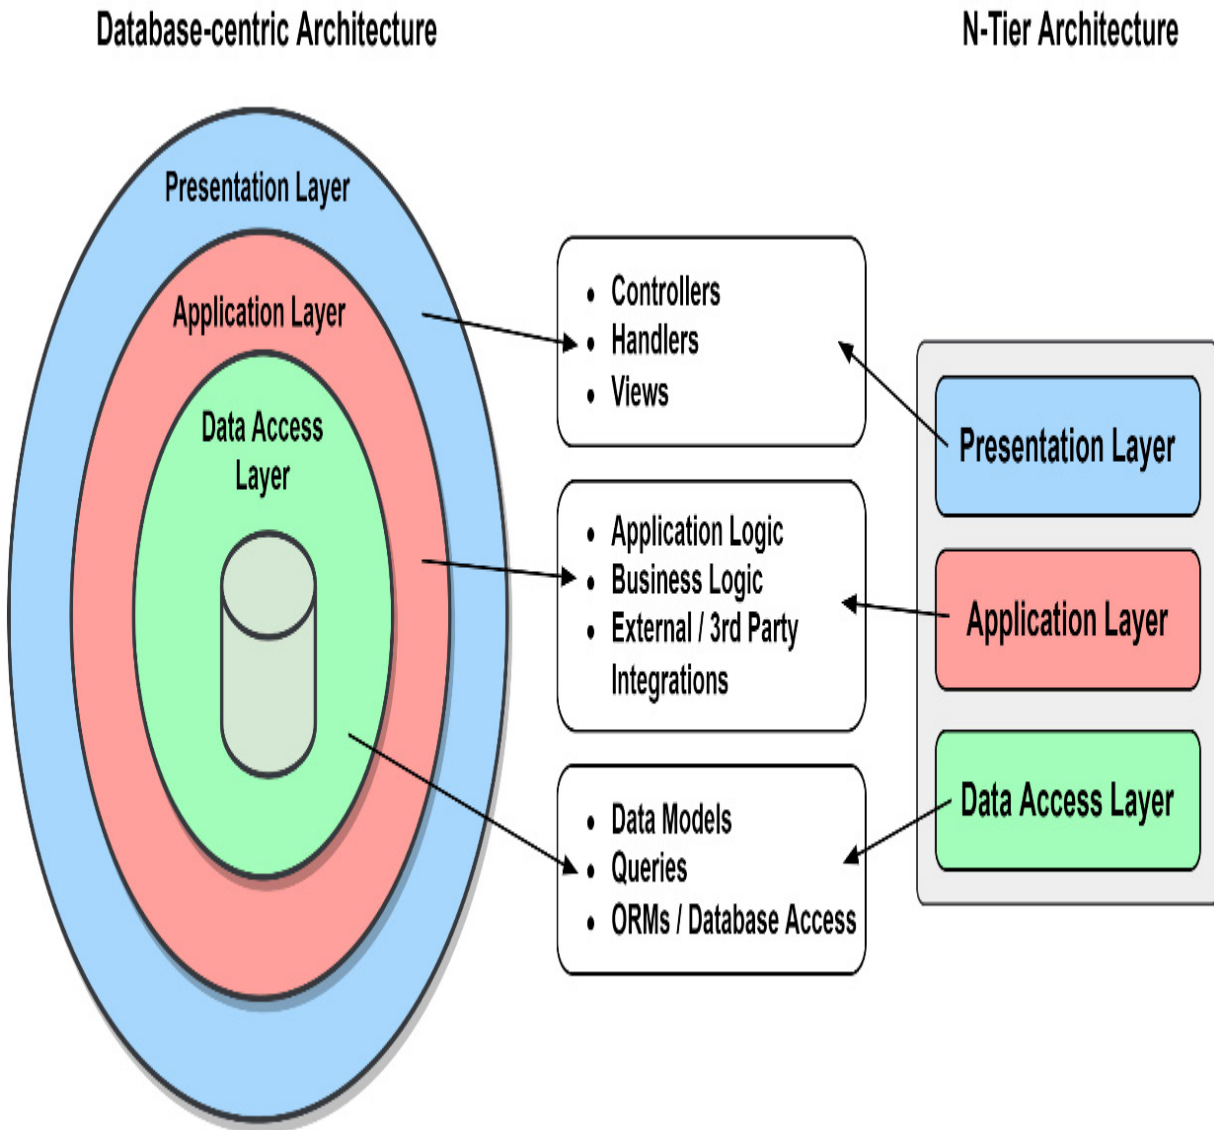 Database-centric Architecture
N-Tier Architecture
Presentation Layer
Application Layer
Data Access
Layer
• Controllers
• Handlers
• Views
• Application Logic
• Business Logic
• External / 3rd Party
Integrations
• Data Models
• Queries
• ORMs / Database Access
Presentation Layer
Application Layer
Data Access Layer